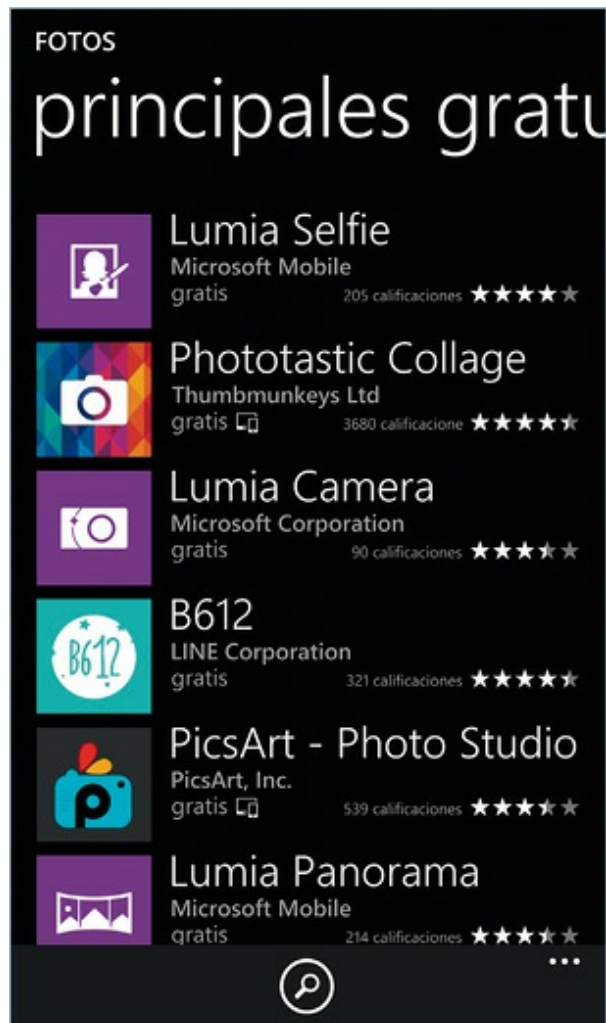 FOTOS
principales gratu
Lumia Selfie
Microsoft Mobile
gratis 205 calificaciones
Phototastic Collage
Thumbmunkeys Ltd
gratis 3680 calificacione
Lumia Camera
Microsoft Corporation
gratis 90 calificaciones
B612
B612
LINE Corporation
gratis 321 calificaciones
PicsArt - Photo Studio
PicsArt, Inc.
gratis 539 calificaciones
p
Lumia Panorama
Microsoft Mobile
gratis 214 calificaciones